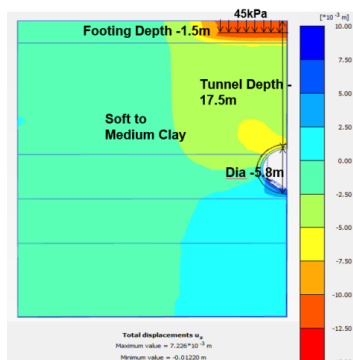 45kPa
[*10⁻³ m]
10.00
Footing Depth -1.5m
7.50
Tunnel Depth -
17.5m
5.00
Soft to
Medium Clay
2.50
0.00
Dia -5.8m
-2.50
-5.00
-7.50
-10.00
-12.50
Total displacements uₓ
Maximum value = 7.226*10⁻³ m
Minimum value = -0.01220 m